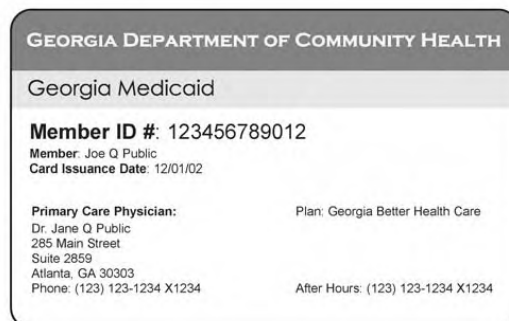 GEORGIA DEPARTMENT OF COMMUNITY HEALTH
Georgia Medicaid
Member ID #: 123456789012
Member: Joe Q Public
Card Issuance Date: 12/01/02
Primary Care Physician:
Dr. Jane Q Public
285 Main Street
Suite 2859
Atlanta, GA 30303
Phone: (123) 123-1234 X1234
Plan: Georgia Better Health Care
After Hours: (123) 123-1234 X1234